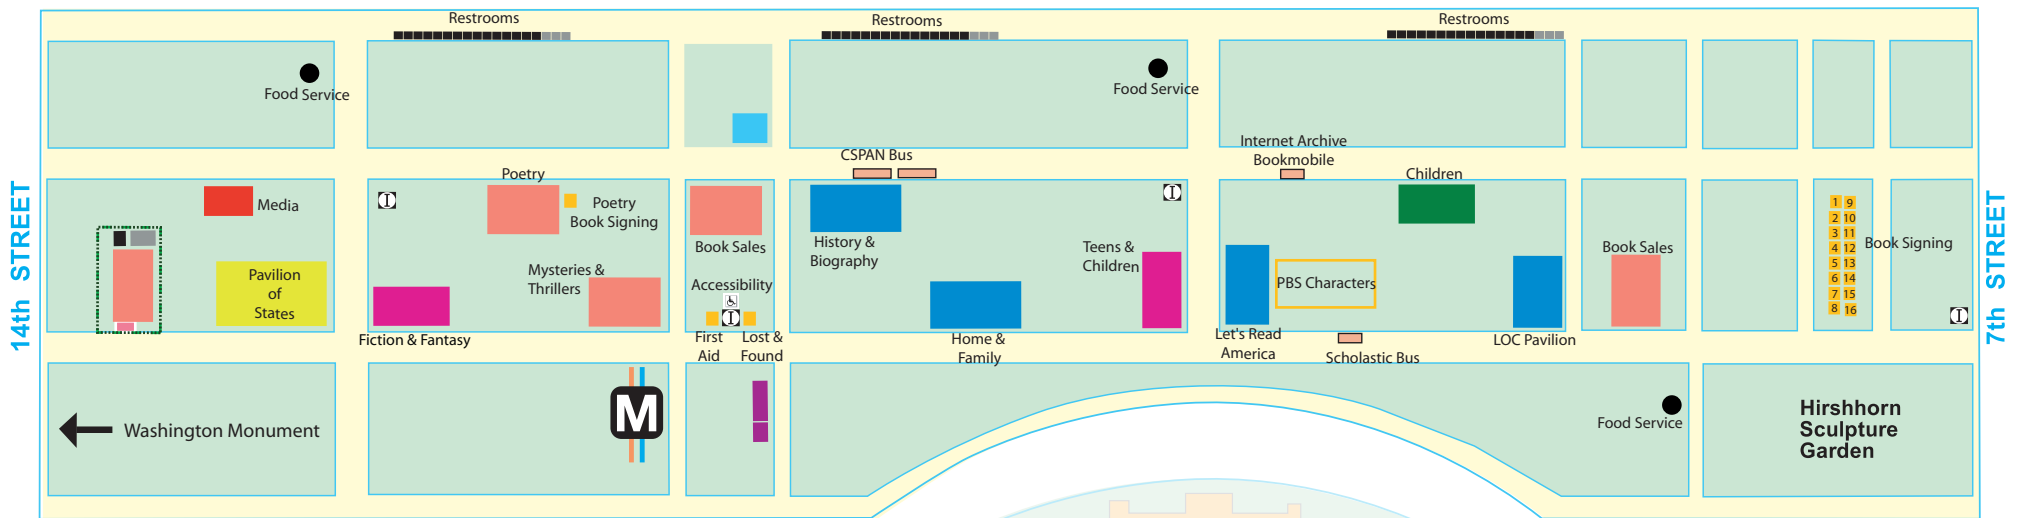 Restrooms
Restrooms
Restrooms
Food Service
Food Service
Internet Archive
Bookmobile
CSPAN Bus
Poetry
Children
14th STREET
7th STREET
Media
I
Poetry
Book Signing
I
1 9
2 10
3 11
4 12
5 13
6 14
7 15
8 16
Book Signing
Book Sales
History &
Biography
Teens &
Children
Book Sales
Pavilion
of
States
Mysteries &
Thrillers
Accessibility
I
PBS Characters
I
Fiction & Fantasy
First
Aid
Lost &
Found
Home &
Family
Let's Read
America
Scholastic Bus
LOC Pavilion
Washington Monument
M
Food Service
Hirshhorn
Sculpture
Garden